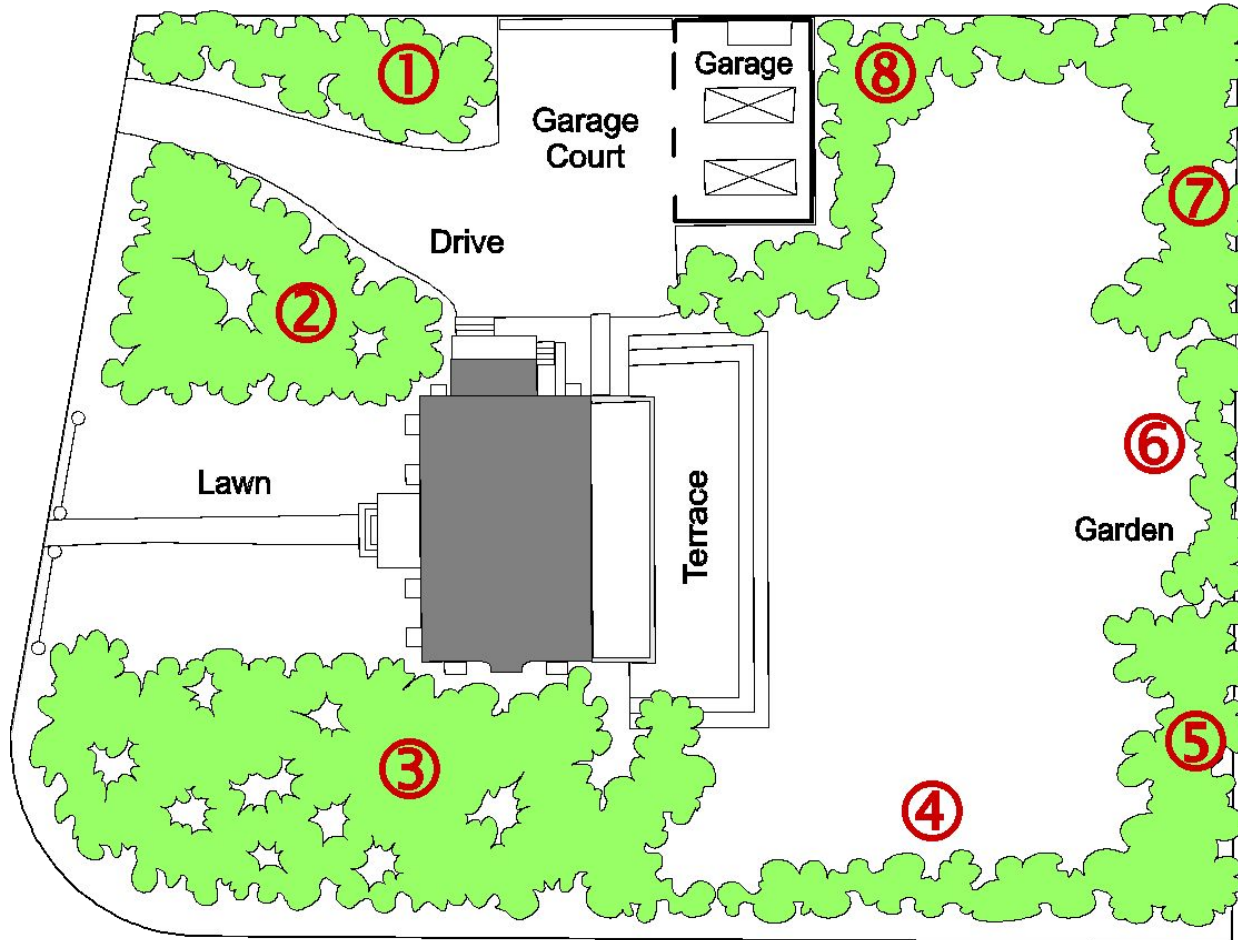 ①
Garage
⑧
Garage
Court
⑦
Drive
②
⑥
Lawn
Terrace
Garden
⑤
③
④